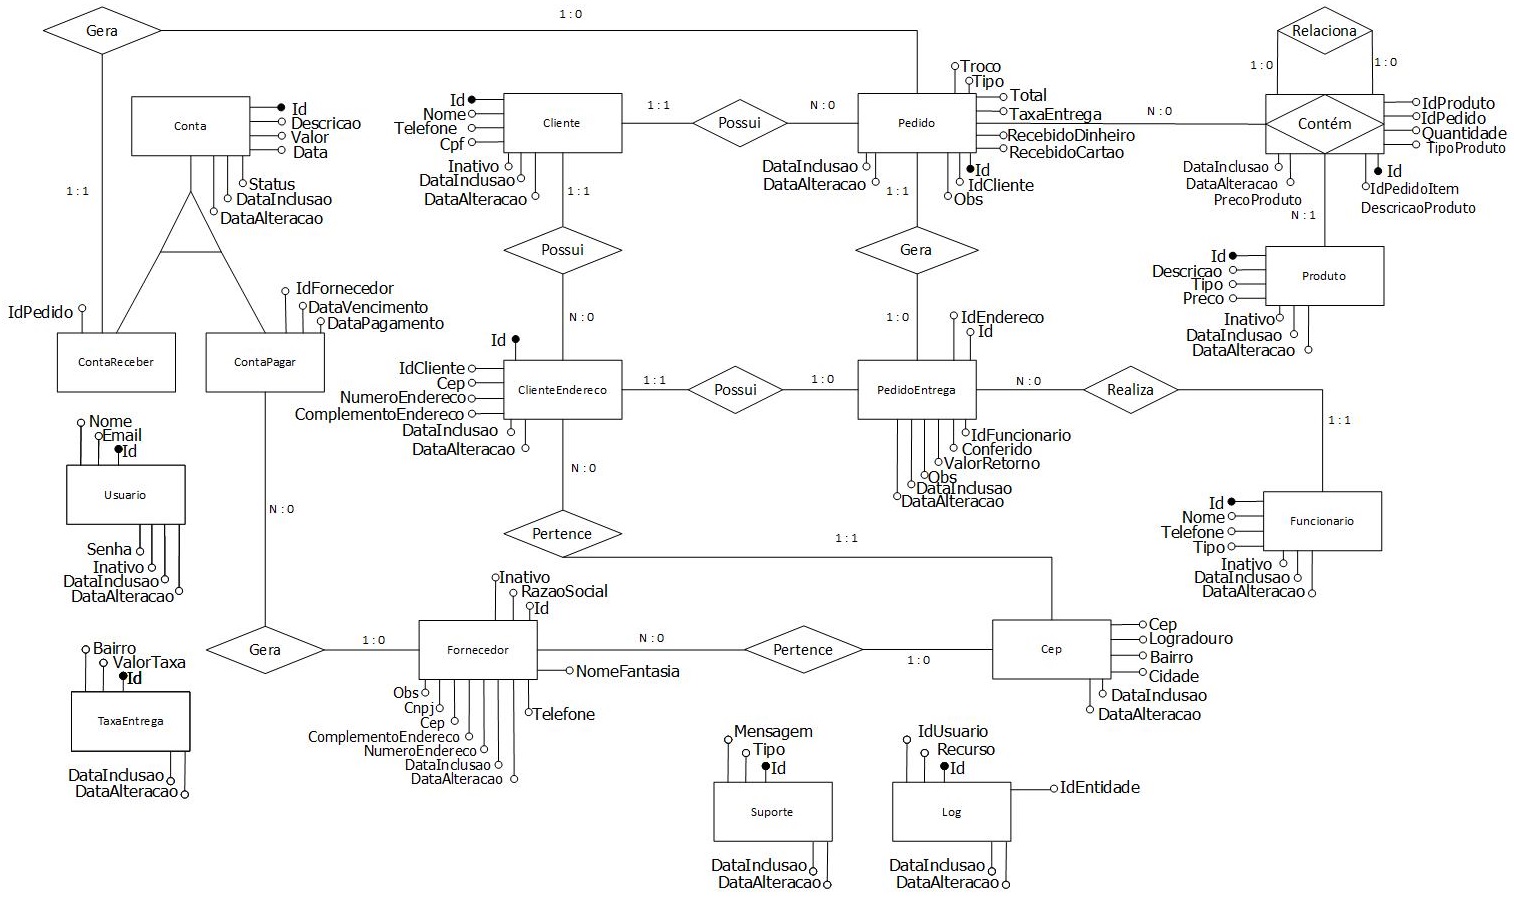 Gera
1 : 0
Relaciona
1 : 0
1 : 0
Conta
Id
Descricao
Valor
Data
Status
DataInclusao
DataAlteracao
1 : 1
Id
Nome
Telefone
Cpf
Cliente
Inativo
DataInclusao
DataAlteracao
1 : 1
Possui
N : 0
1 : 1
Troco
Tipo
Total
TaxaEntrega
RecebidoDinheiro
RecebidoCartao
Pedido
DataInclusao
DataAlteracao
Id
IdCliente
Obs
1 : 1
N : 0
Contém
IdProduto
IdPedido
Quantidade
TipoProduto
DataInclusao
DataAlteracao
PrecoProduto
Id
IdPedidoItem
DescricaoProduto
N : 1
Possui
Gera
Id
Descricao
Tipo
Preco
Produto
Inativo
DataInclusao
DataAlteracao
IdPedido
ContaReceber
IdFornecedor
DataVencimento
DataPagamento
ContaPagar
N : 0
1 : 0
Id
IdCliente
Cep
NumeroEndereco
ComplementoEndereco
ClienteEndereco
DataInclusao
DataAlteracao
1 : 1
Possui
1 : 0
IdEndereco
Id
PedidoEntrega
IdFuncionario
Conferido
ValorRetorno
Obs
DataInclusao
DataAlteracao
N : 0
Realiza
1 : 1
Nome
Email
Id
Usuario
Senha
Inativo
DataInclusao
DataAlteracao
N : 0
N : 0
Pertence
1 : 1
Id
Nome
Telefone
Tipo
Funcionario
Inativo
DataInclusao
DataAlteracao
Bairro
ValorTaxa
Id
TaxaEntrega
DataInclusao
DataAlteracao
Gera
1 : 0
Inativo
RazaoSocial
Id
Fornecedor
NomeFantasia
Obs
Cnpj
Cep
ComplementoEndereco
NumeroEndereco
DataInclusao
DataAlteracao
Telefone
N : 0
Pertence
1 : 0
Cep
Cep
Logradouro
Bairro
Cidade
DataInclusao
DataAlteracao
Mensagem
Tipo
Id
Suporte
DataInclusao
DataAlteracao
IdUsuario
Recurso
Id
Log
IdEntidade
DataInclusao
DataAlteracao